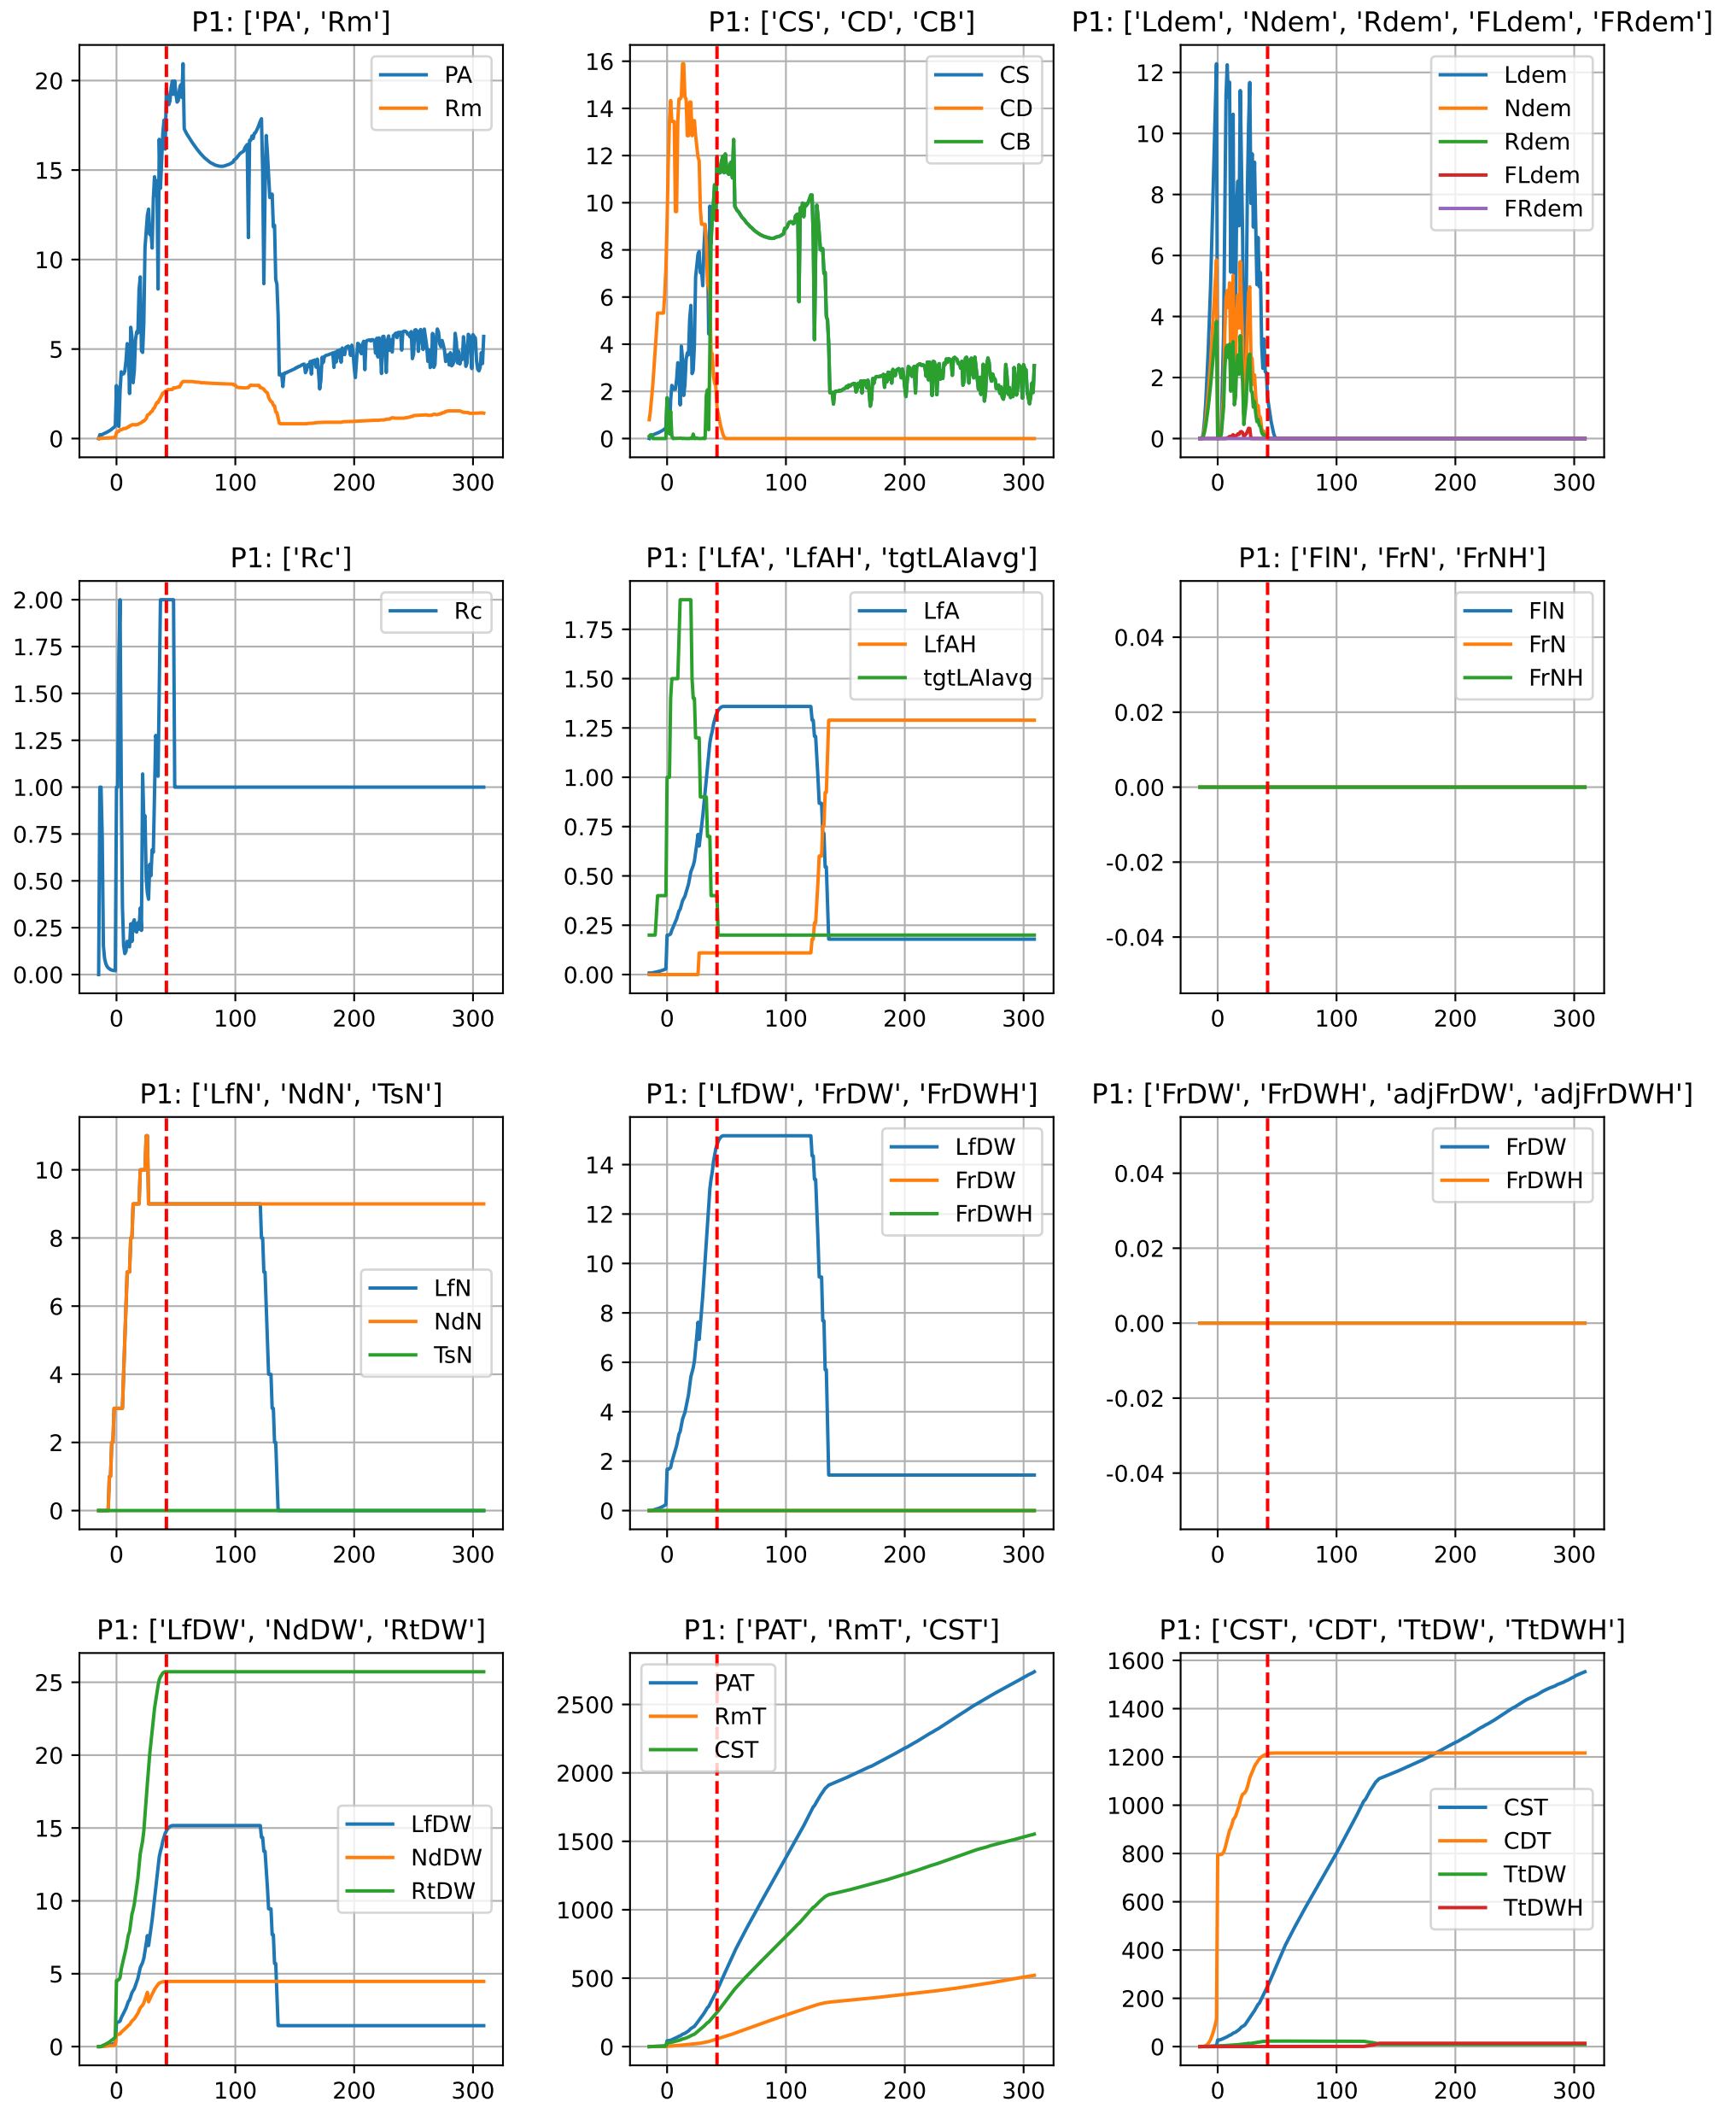 P1: ['PA', 'Rm']
20
15
10
5
0
0 100 200 300
PA
Rm
P1: ['CS', 'CD', 'CB']
16
14
12
10
8
6
4
2
0
0 100 200 300
CS
CD
CB
P1: ['Ldem', 'Ndem', 'Rdem', 'FLdem', 'FRdem']
12
10
8
6
4
2
0
0 100 200 300
Ldem
Ndem
Rdem
FLdem
FRdem
P1: ['Rc']
2.00
1.75
1.50
1.25
1.00
0.75
0.50
0.25
0.00
0 100 200 300
Rc
P1: ['LfA', 'LfAH', 'tgtLAIavg']
1.75
1.50
1.25
1.00
0.75
0.50
0.25
0.00
0 100 200 300
LfA
LfAH
tgtLAIavg
P1: ['FlN', 'FrN', 'FrNH']
0.04
0.02
0.00
-0.02
-0.04
0 100 200 300
FlN
FrN
FrNH
P1: ['LfN', 'NdN', 'TsN']
10
8
6
4
2
0
0 100 200 300
LfN
NdN
TsN
P1: ['LfDW', 'FrDW', 'FrDWH']
14
12
10
8
6
4
2
0
0 100 200 300
LfDW
FrDW
FrDWH
P1: ['FrDW', 'FrDWH', 'adjFrDW', 'adjFrDWH']
0.04
0.02
0.00
-0.02
-0.04
0 100 200 300
FrDW
FrDWH
P1: ['LfDW', 'NdDW', 'RtDW']
25
20
15
10
5
0
0 100 200 300
LfDW
NdDW
RtDW
P1: ['PAT', 'RmT', 'CST']
2500
2000
1500
1000
500
0
0 100 200 300
PAT
RmT
CST
P1: ['CST', 'CDT', 'TtDW', 'TtDWH']
1600
1400
1200
1000
800
600
400
200
0
0 100 200 300
CST
CDT
TtDW
TtDWH